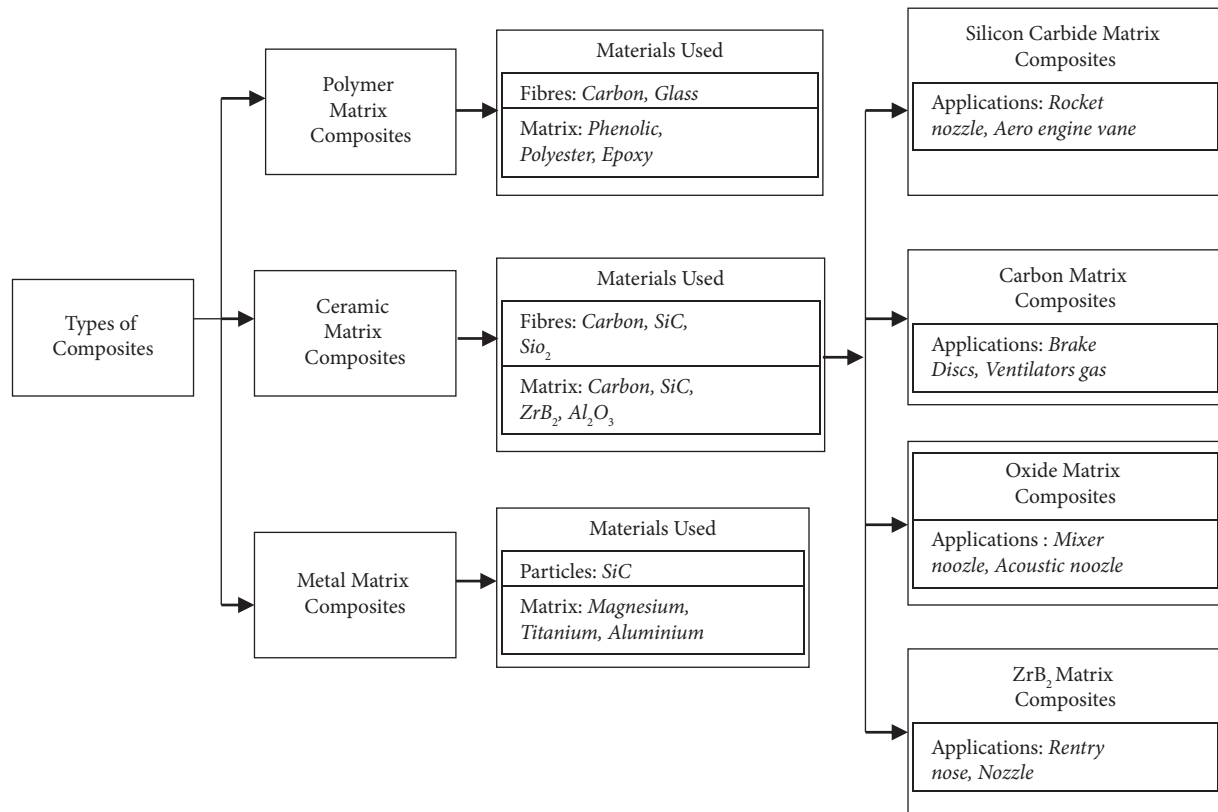 Types of
Composites
Polymer
Matrix
Composites
Materials Used
Fibres: Carbon, Glass
Matrix: Phenolic,
Polyester, Epoxy
Ceramic
Matrix
Composites
Materials Used
Fibres: Carbon, SiC,
Sio₂
Matrix: Carbon, SiC,
ZrB₂, Al₂O₃
Metal Matrix
Composites
Materials Used
Particles: SiC
Matrix: Magnesium,
Titanium, Aluminium
Silicon Carbide Matrix
Composites
Applications: Rocket
nozzle, Aero engine vane
Carbon Matrix
Composites
Applications: Brake
Discs, Ventilators gas
Oxide Matrix
Composites
Applications : Mixer
noozle, Acoustic noozle
ZrB₂ Matrix
Composites
Applications: Rentry
nose, Nozzle